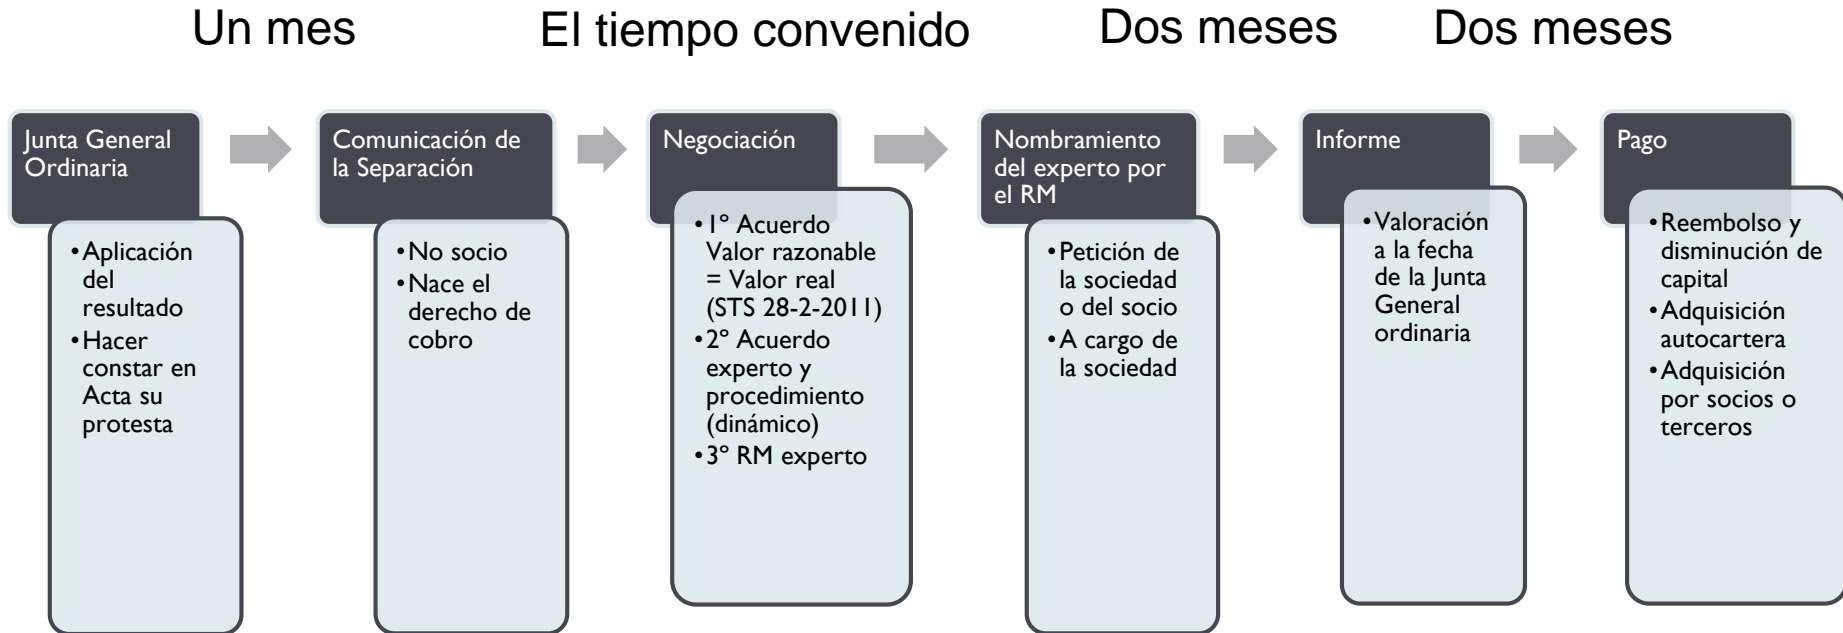 Un mes
El tiempo convenido
Dos meses
Dos meses
Junta General
Ordinaria
•Aplicación
del
resultado
•Hacer
constar en
Acta su
protesta
Comunicación de
la Separación
•No socio
•Nace el
derecho de
cobro
Negociación
•1º Acuerdo
Valor razonable
= Valor real
(STS 28-2-2011)
•2º Acuerdo
experto y
procedimiento
(dinámico)
•3º RM experto
Nombramiento
del experto por
el RM
•Petición de
la sociedad
o del socio
•A cargo de
la sociedad
Informe
•Valoración
a la fecha
de la Junta
General
ordinaria
Pago
•Reembolso y
disminución de
capital
•Adquisición
autocartera
•Adquisición
por socios o
terceros